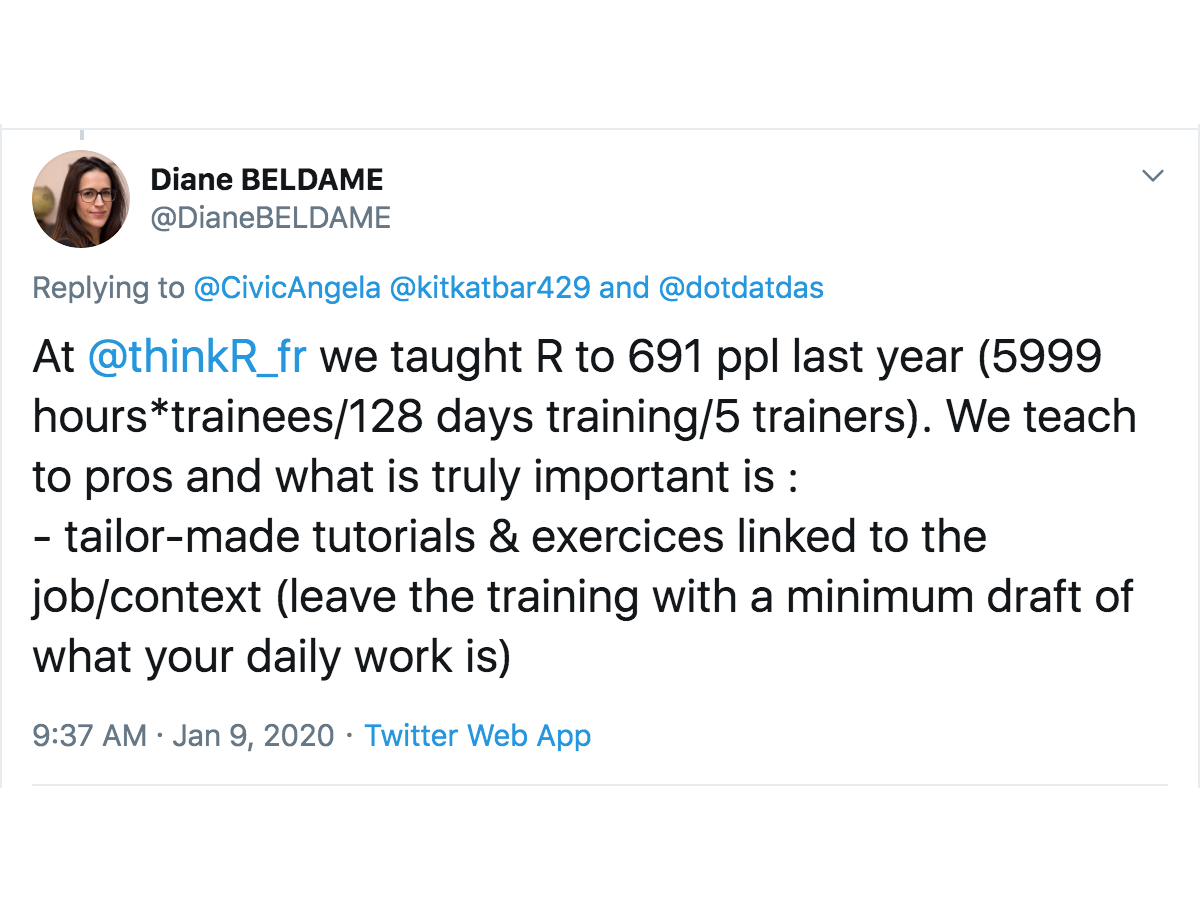 Diane BELDAME
@DianeBELDAME
Replying to @CivicAngela @kitkatbar429 and @dotdatdas
At @thinkR_fr we taught R to 691 ppl last year (5999
hours*trainees/128 days training/5 trainers). We teach
to pros and what is truly important is :
- tailor-made tutorials & exercices linked to the
job/context (leave the training with a minimum draft of
what your daily work is)
9:37 AM · Jan 9, 2020 · Twitter Web App